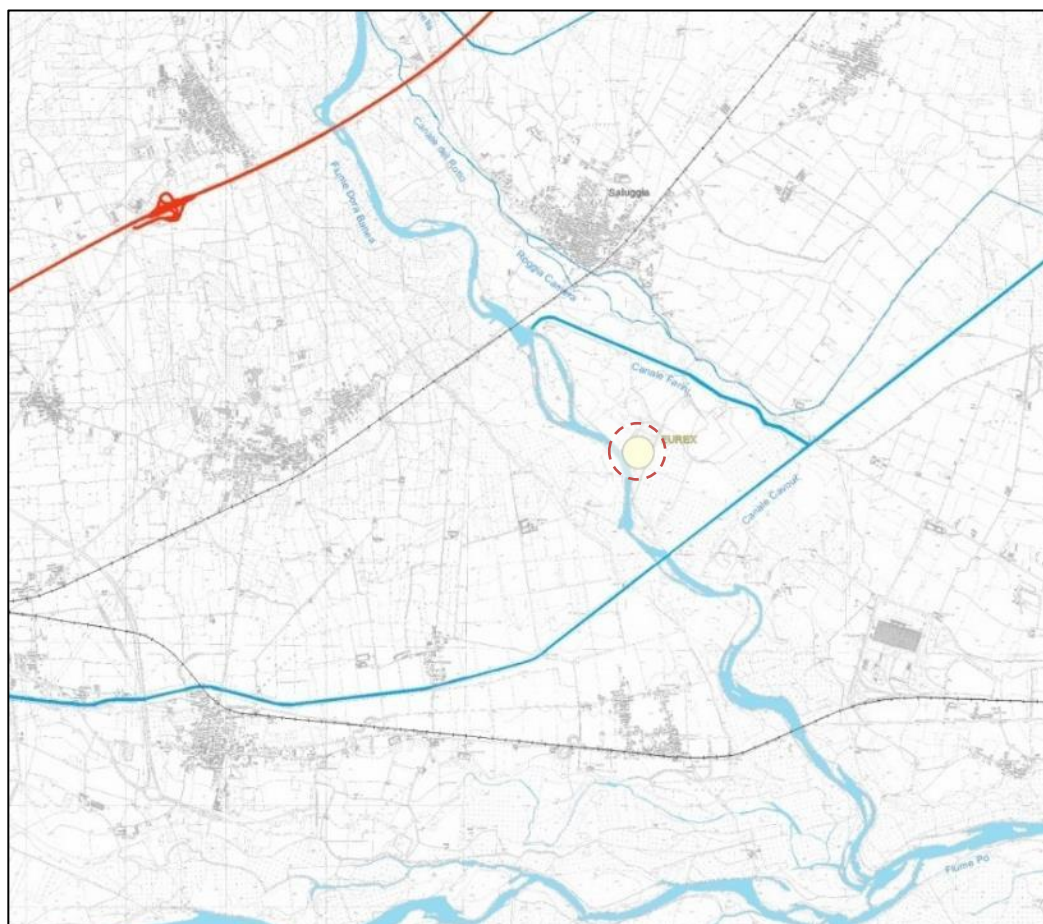 Canale del Rotto
Fiume Dora Baltea
Saluggia
Roggia Camera
Canale Farini
EUREX
Canale Cavour
Fiume Po